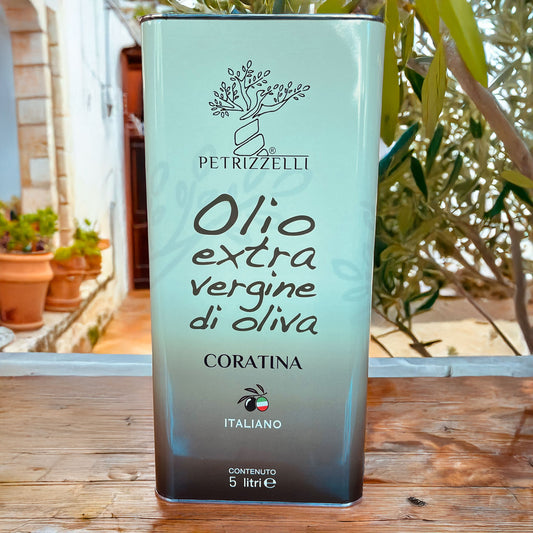 ®
PETRIZZELLI
Olio
extra
vergine
di oliva
CORATINA
ITALIANO
CONTENUTO
5 litri ℮